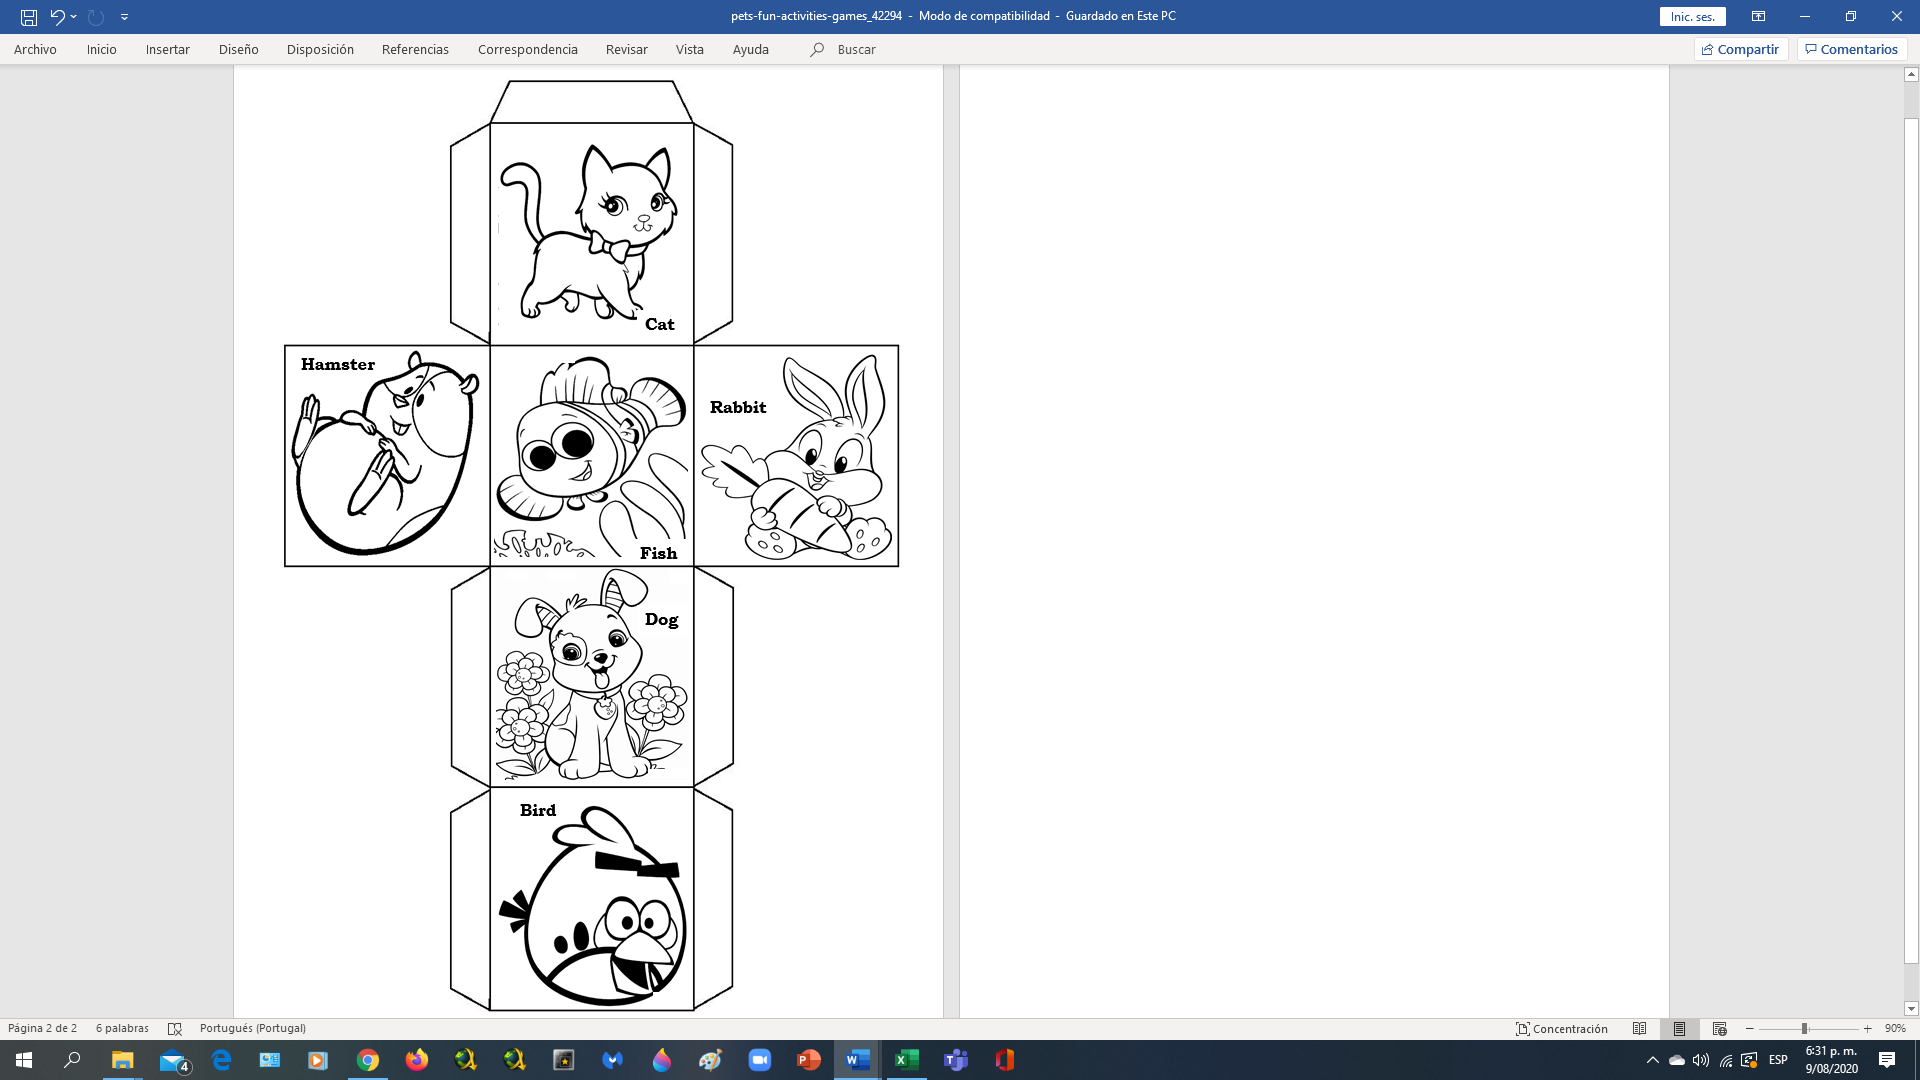 pets-fun-activities-games_42294 - Modo de compatibilidad - Guardado en Este PC
Inic. ses.
Archivo Inicio Insertar Diseño Disposición Referencias Correspondencia Revisar Vista Ayuda Buscar
Compartir Comentarios
Cat
Hamster
Rabbit
Fish
Dog
Bird
Página 2 de 2 6 palabras Portugués (Portugal) Concentración 90%
4
ESP
6:31 p. m.
9/08/2020